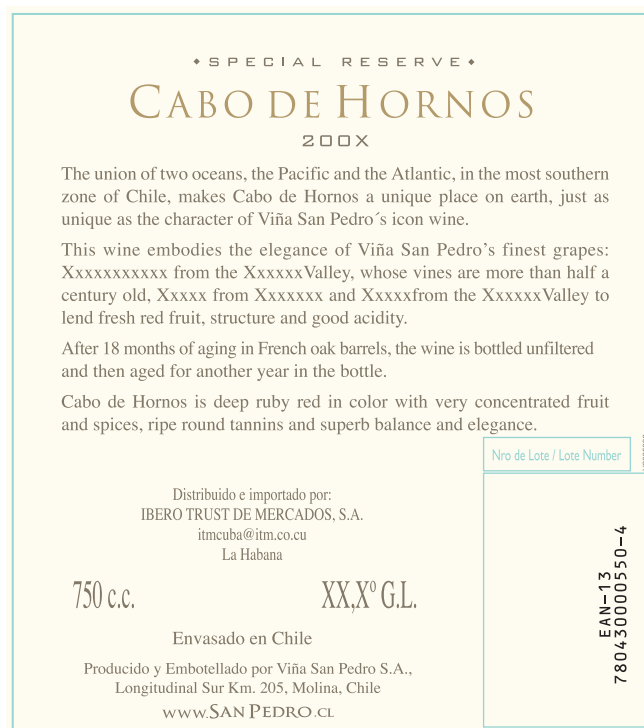 SPECIAL RESERVE
CABO DE HORNOS
200X
The union of two oceans, the Pacific and the Atlantic, in the most southern
zone of Chile, makes Cabo de Hornos a unique place on earth, just as
unique as the character of Viña San Pedro´s icon wine.
This wine embodies the elegance of Viña San Pedro's finest grapes:
Xxxxxxxxxxx from the XxxxxxValley, whose vines are more than half a
century old, Xxxxx from Xxxxxxx and Xxxxxfrom the XxxxxxValley to
lend fresh red fruit, structure and good acidity.
After 18 months of aging in French oak barrels, the wine is bottled unfiltered
and then aged for another year in the bottle.
Cabo de Hornos is deep ruby red in color with very concentrated fruit
and spices, ripe round tannins and superb balance and elegance.
Nro de Lote / Lote Number
Distribuido e importado por:
IBERO TRUST DE MERCADOS, S.A.
itmcuba@itm.co.cu
La Habana
750 c.c.
XX,Xº G.L.
Envasado en Chile
Producido y Embotellado por Viña San Pedro S.A.,
Longitudinal Sur Km. 205, Molina, Chile
www.SAN PEDRO.CL
EAN-13
780430000550-4